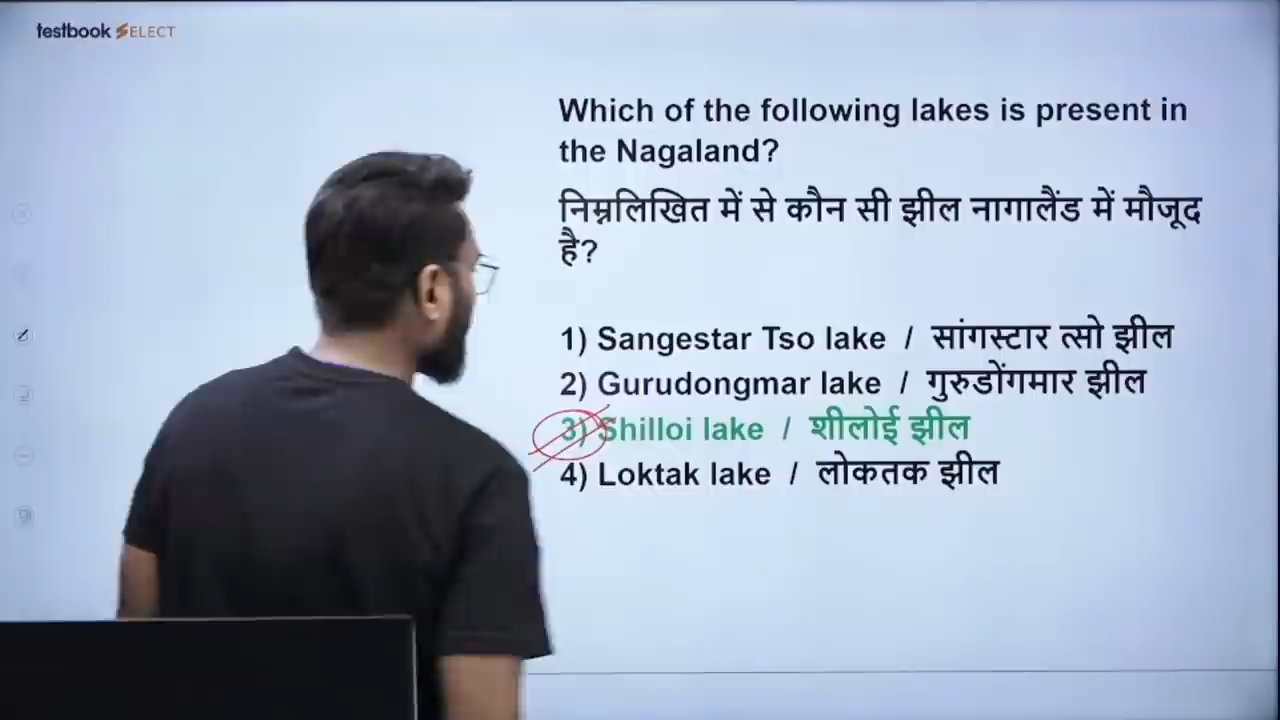 testbook SELECT
Which of the following lakes is present in
the Nagaland?
निम्नलिखित में से कौन सी झील नागालैंड में मौजूद
है?
1) Sangestar Tso lake / सांगस्टार त्सो झील
2) Gurudongmar lake / गुरुडोंगमार झील
3) Shilloi lake / शीलोई झील
4) Loktak lake / लोकतक झील